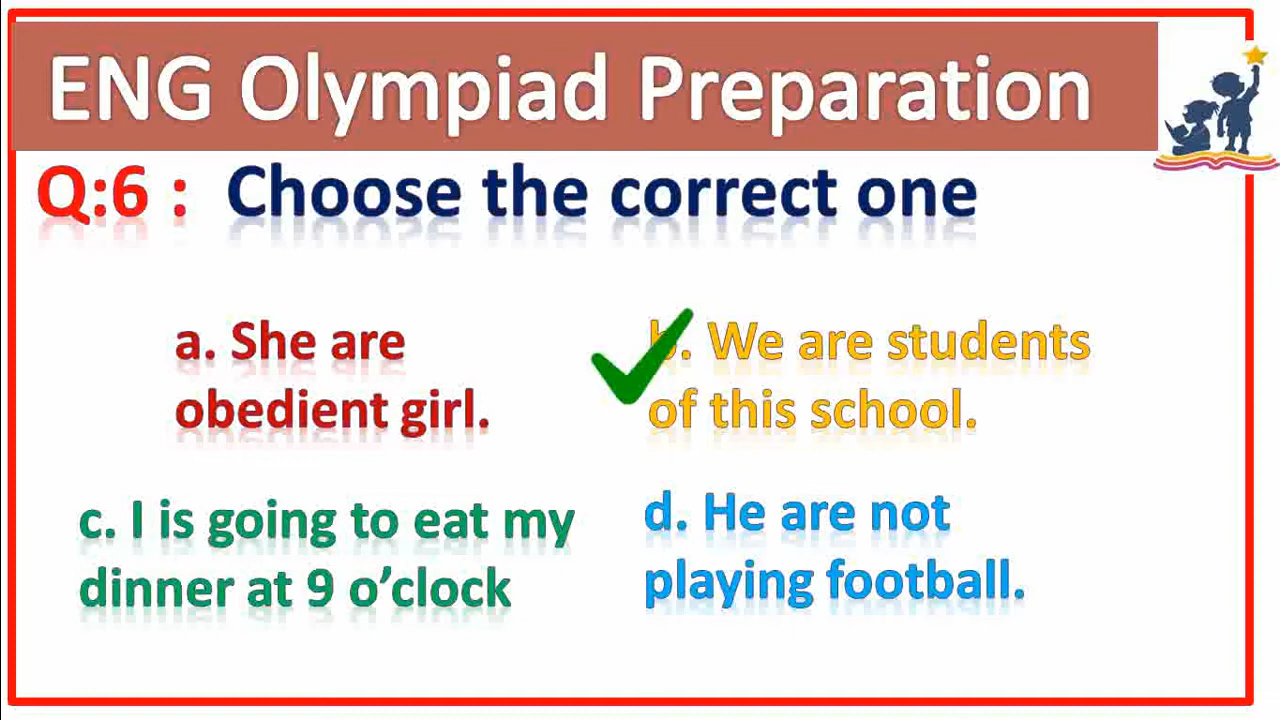 ENG Olympiad Preparation
Q:6 : Choose the correct one
a. She are
obedient girl.
b. We are students
of this school.
c. I is going to eat my
dinner at 9 o’clock
d. He are not
playing football.